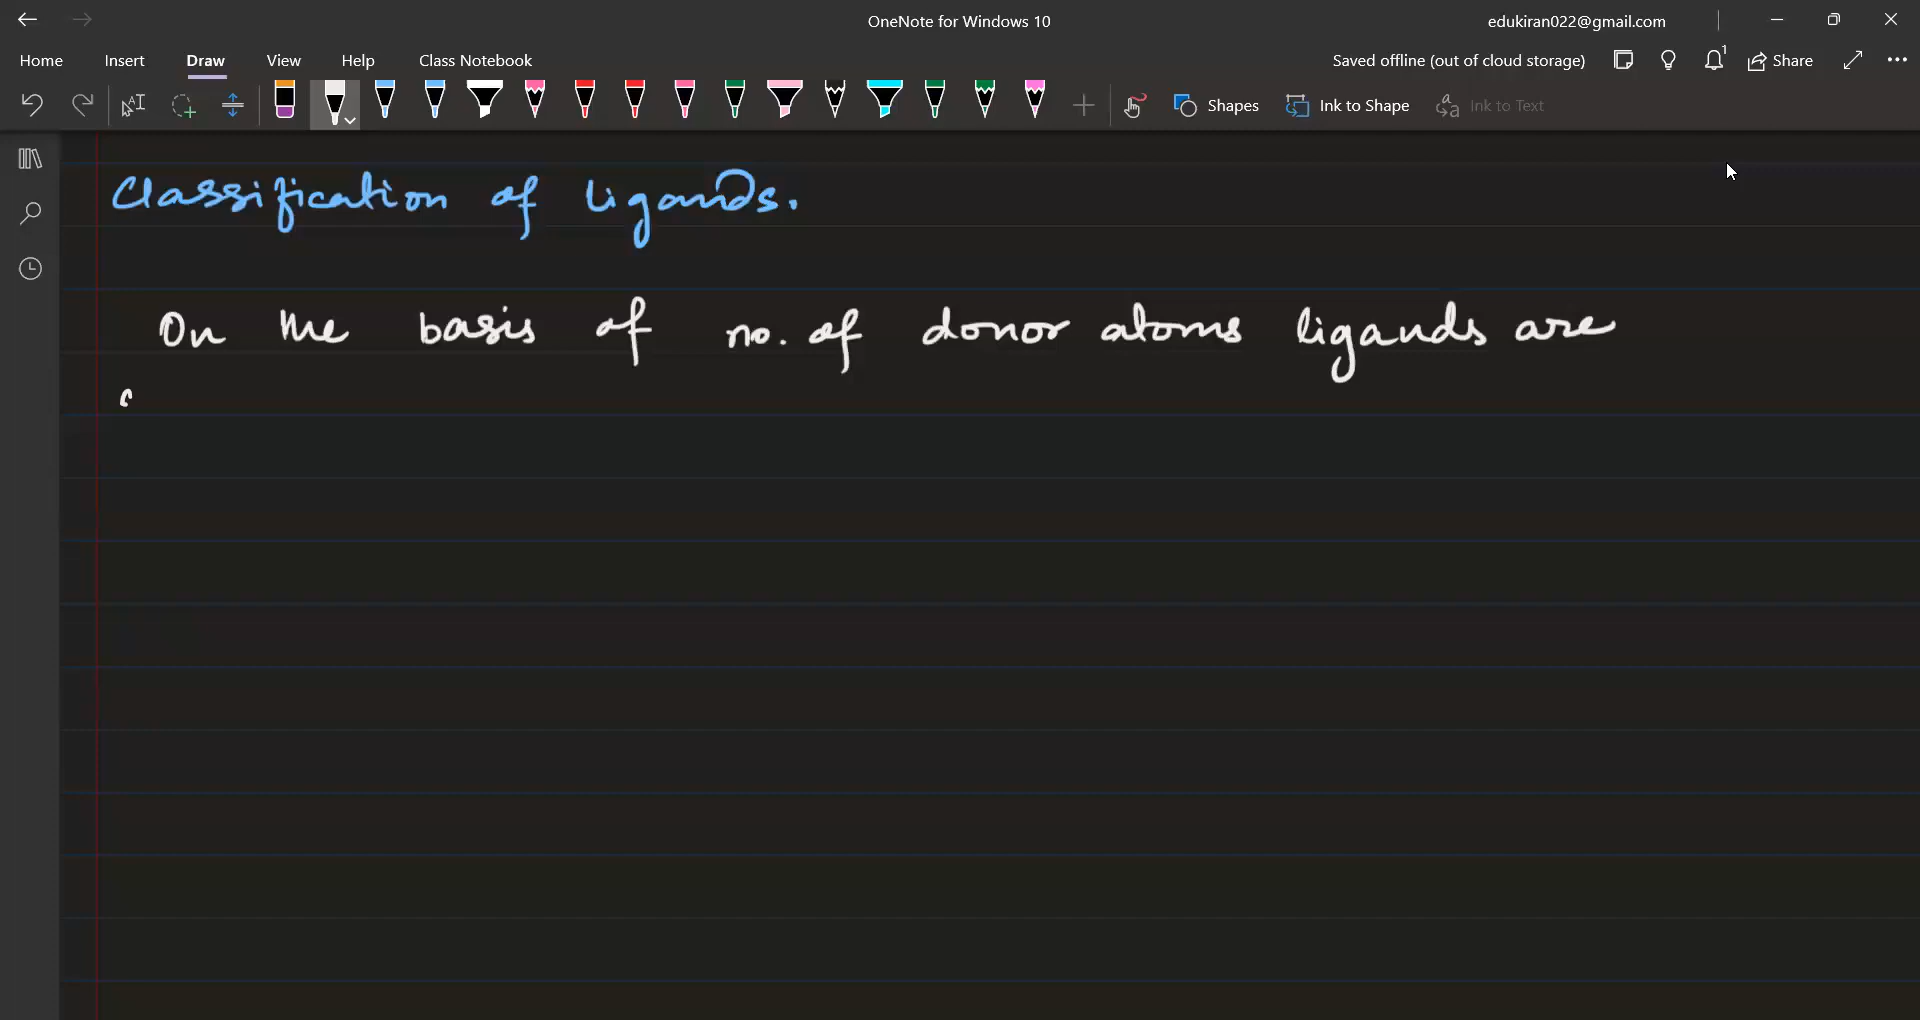 OneNote for Windows 10
edukiran022@gmail.com
Home Insert Draw View Help Class Notebook
Saved offline (out of cloud storage) 1 Share
Shapes Ink to Shape Ink to Text
Classification of ligands.
On the basis of no. of donor atoms ligands are
c